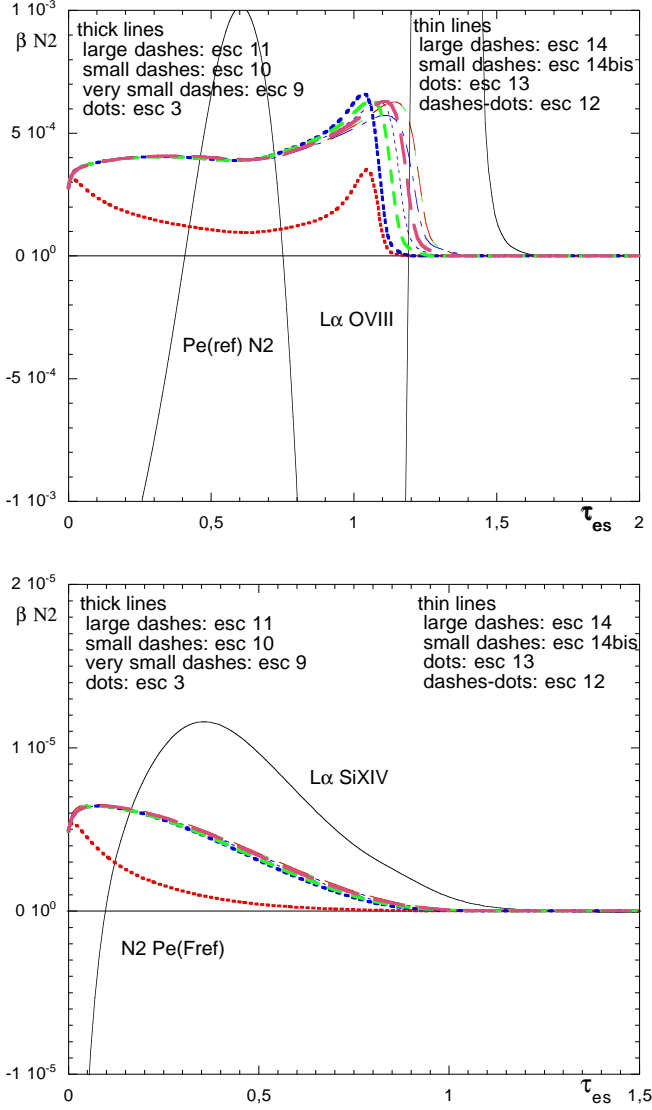 1 10⁻³
β N2
thick lines
large dashes: esc 11
small dashes: esc 10
very small dashes: esc 9
dots: esc 3
thin lines
large dashes: esc 14
small dashes: esc 14bis
dots: esc 13
dashes-dots: esc 12
5 10⁻⁴
0 10⁰
Lα OVIII
Pe(ref) N2
-5 10⁻⁴
-1 10⁻³
0 0,5 1 1,5 2
τes
2 10⁻⁵
β N2
thick lines
large dashes: esc 11
small dashes: esc 10
very small dashes: esc 9
dots: esc 3
thin lines
large dashes: esc 14
small dashes: esc 14bis
dots: esc 13
dashes-dots: esc 12
1 10⁻⁵
Lα SiXIV
0 10⁰
N2 Pe(Fref)
-1 10⁻⁵
0 0,5 1 1,5
τes